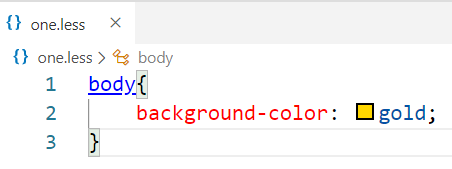 {} one.less ×
{} one.less > body
1 body{
2 background-color: gold;
3 }